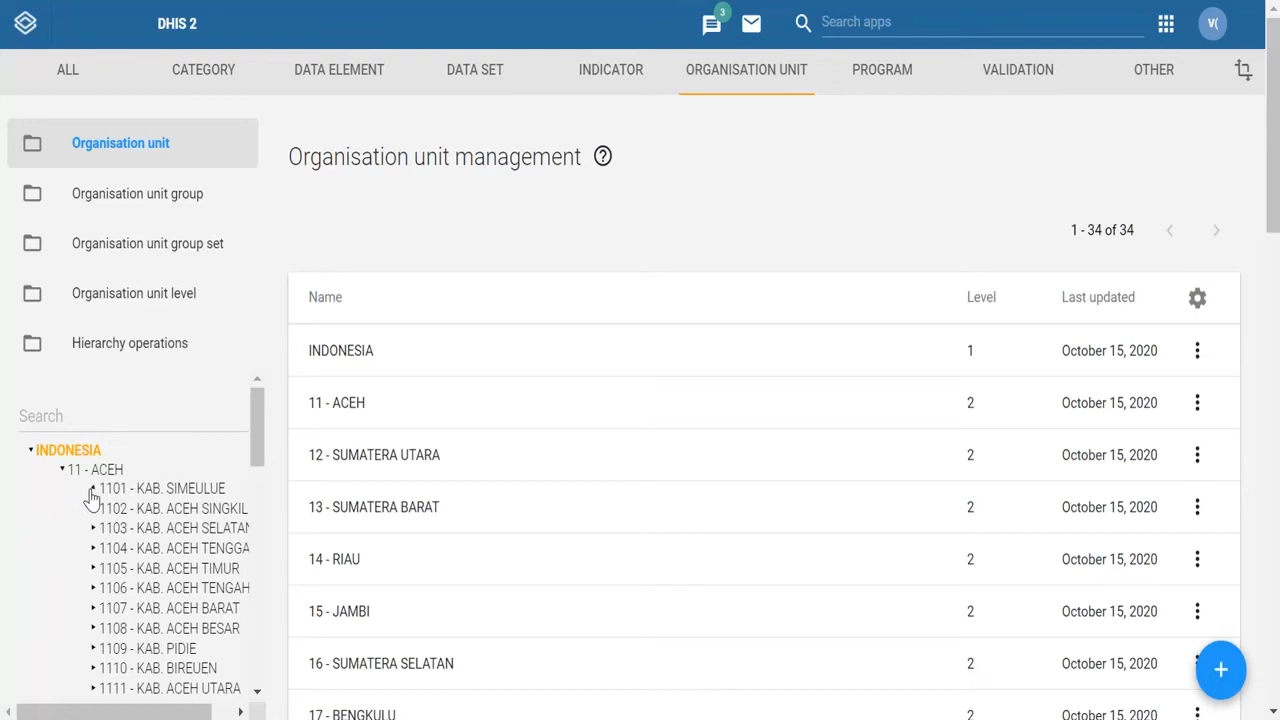 DHIS 2
3
Search apps
V(
ALL
CATEGORY
DATA ELEMENT
DATA SET
INDICATOR
ORGANISATION UNIT
PROGRAM
VALIDATION
OTHER
Organisation unit
Organisation unit group
Organisation unit group set
Organisation unit level
Hierarchy operations
Search
INDONESIA
11 - ACEH
1101 - KAB. SIMEULUE
1102 - KAB. ACEH SINGKIL
1103 - KAB. ACEH SELATAN
1104 - KAB. ACEH TENGGA
1105 - KAB. ACEH TIMUR
1106 - KAB. ACEH TENGAH
1107 - KAB. ACEH BARAT
1108 - KAB. ACEH BESAR
1109 - KAB. PIDIE
1110 - KAB. BIREUEN
1111 - KAB. ACEH UTARA
Organisation unit management
1 - 34 of 34
Name Level Last updated
INDONESIA 1 October 15, 2020
11 - ACEH 2 October 15, 2020
12 - SUMATERA UTARA 2 October 15, 2020
13 - SUMATERA BARAT 2 October 15, 2020
14 - RIAU 2 October 15, 2020
15 - JAMBI 2 October 15, 2020
16 - SUMATERA SELATAN 2 October 15, 2020
17 - BENGKULU 2 October 15, 2020